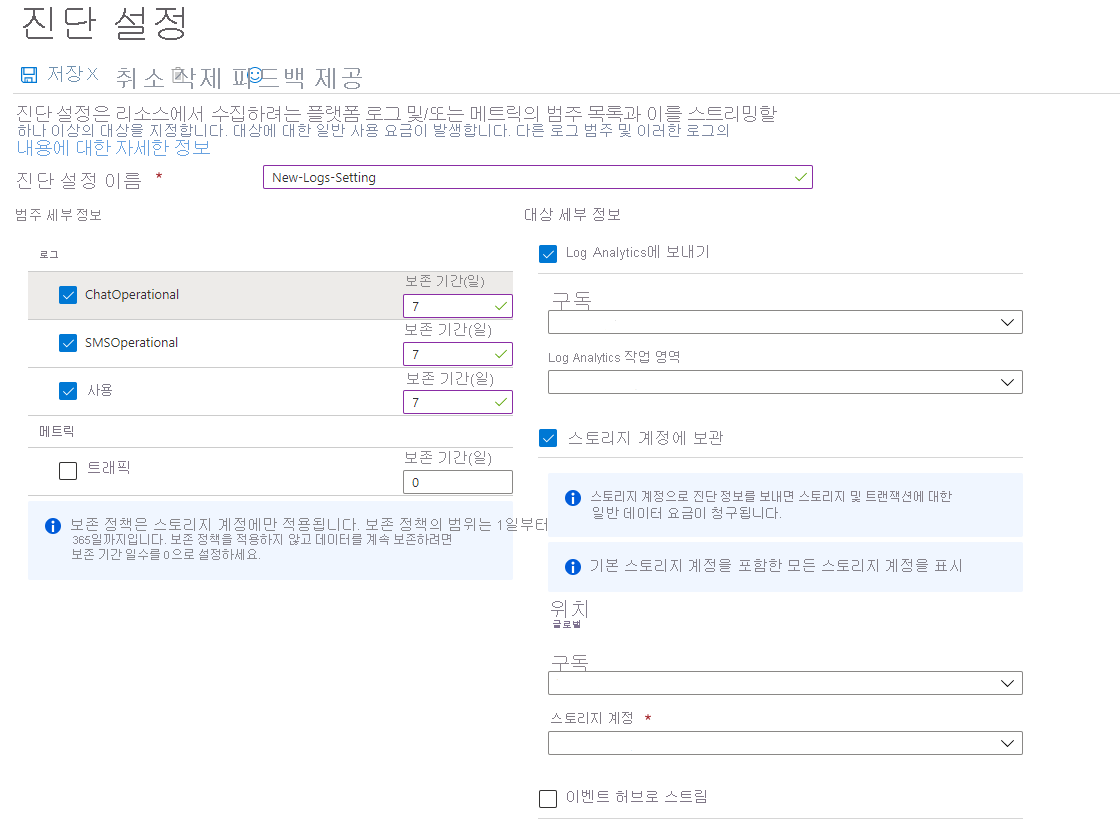 진단 설정
저장 X 취소 삭제 피드백 제공
진단 설정은 리소스에서 수집하려는 플랫폼 로그 및/또는 메트릭의 범주 목록과 이를 스트리밍할
하나 이상의 대상을 지정합니다. 대상에 대한 일반 사용 요금이 발생합니다. 다른 로그 범주 및 이러한 로그의
내용에 대한 자세한 정보
진단 설정 이름 *
New-Logs-Setting
범주 세부 정보
로그
ChatOperational
보존 기간(일)
7
SMSOperational
보존 기간(일)
7
사용
보존 기간(일)
7
메트릭
트래픽
보존 기간(일)
0
보존 정책은 스토리지 계정에만 적용됩니다. 보존 정책의 범위는 1일부터
365일까지입니다. 보존 정책을 적용하지 않고 데이터를 계속 보존하려면
보존 기간 일수를 0으로 설정하세요.
대상 세부 정보
Log Analytics에 보내기
구독
Log Analytics 작업 영역
스토리지 계정에 보관
스토리지 계정으로 진단 정보를 보내면 스토리지 및 트랜잭션에 대한
일반 데이터 요금이 청구됩니다.
기본 스토리지 계정을 포함한 모든 스토리지 계정을 표시
위치
글로벌
구독
스토리지 계정 *
이벤트 허브로 스트림